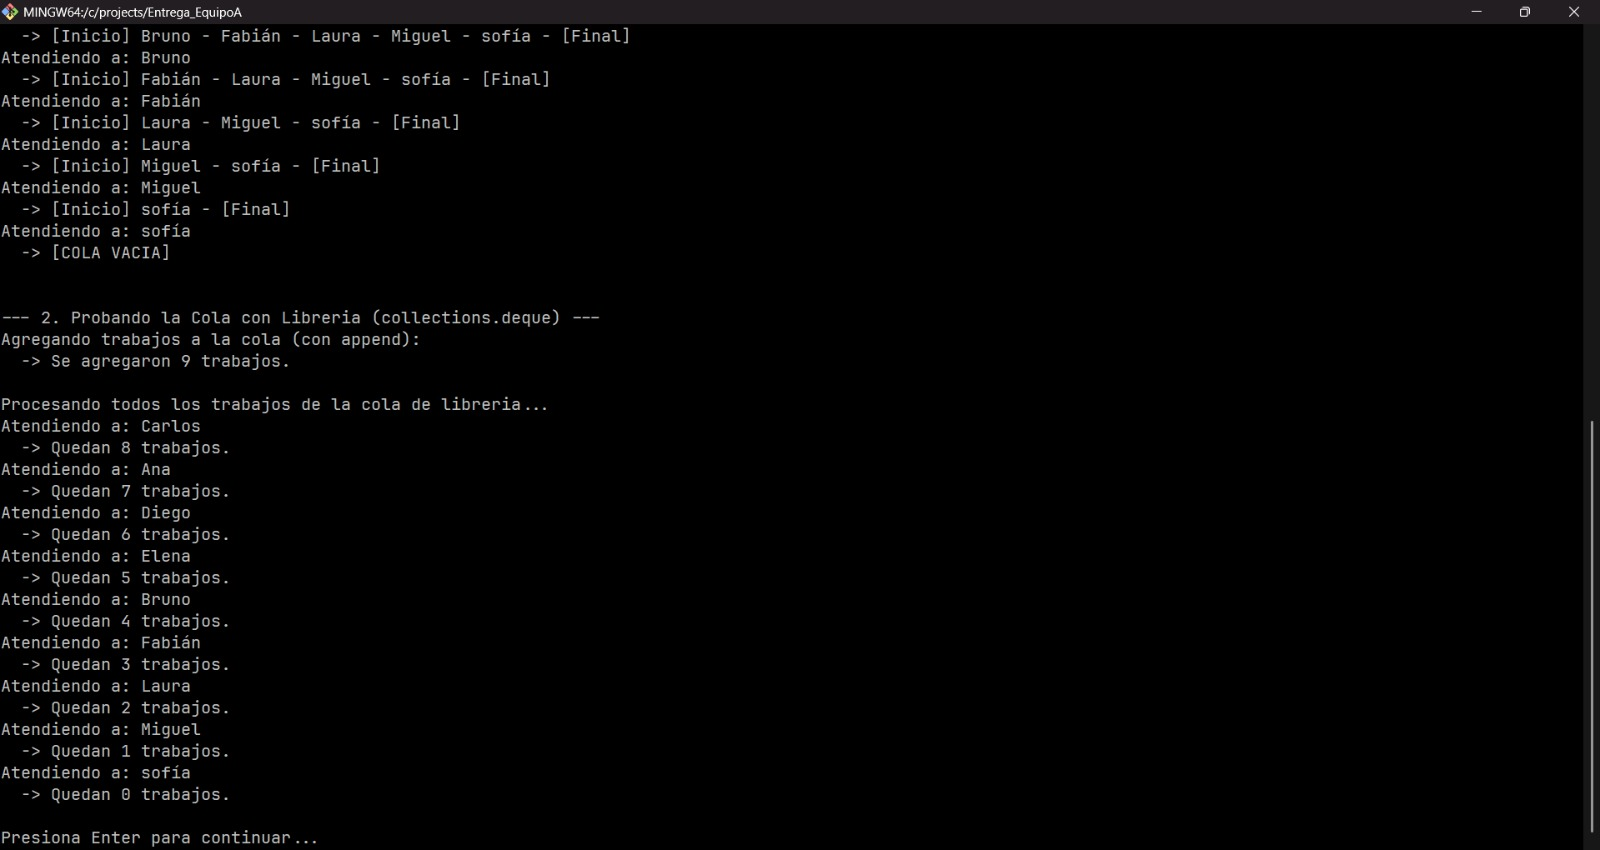 MINGW64:/c/projects/Entrega_EquipoA
-> [Inicio] Bruno - Fabián - Laura - Miguel - sofía - [Final]
Atendiendo a: Bruno
-> [Inicio] Fabián - Laura - Miguel - sofía - [Final]
Atendiendo a: Fabián
-> [Inicio] Laura - Miguel - sofía - [Final]
Atendiendo a: Laura
-> [Inicio] Miguel - sofía - [Final]
Atendiendo a: Miguel
-> [Inicio] sofía - [Final]
Atendiendo a: sofía
-> [COLA VACIA]
--- 2. Probando la Cola con Libreria (collections.deque) ---
Agregando trabajos a la cola (con append):
-> Se agregaron 9 trabajos.
Procesando todos los trabajos de la cola de libreria...
Atendiendo a: Carlos
-> Quedan 8 trabajos.
Atendiendo a: Ana
-> Quedan 7 trabajos.
Atendiendo a: Diego
-> Quedan 6 trabajos.
Atendiendo a: Elena
-> Quedan 5 trabajos.
Atendiendo a: Bruno
-> Quedan 4 trabajos.
Atendiendo a: Fabián
-> Quedan 3 trabajos.
Atendiendo a: Laura
-> Quedan 2 trabajos.
Atendiendo a: Miguel
-> Quedan 1 trabajos.
Atendiendo a: sofía
-> Quedan 0 trabajos.
Presiona Enter para continuar...